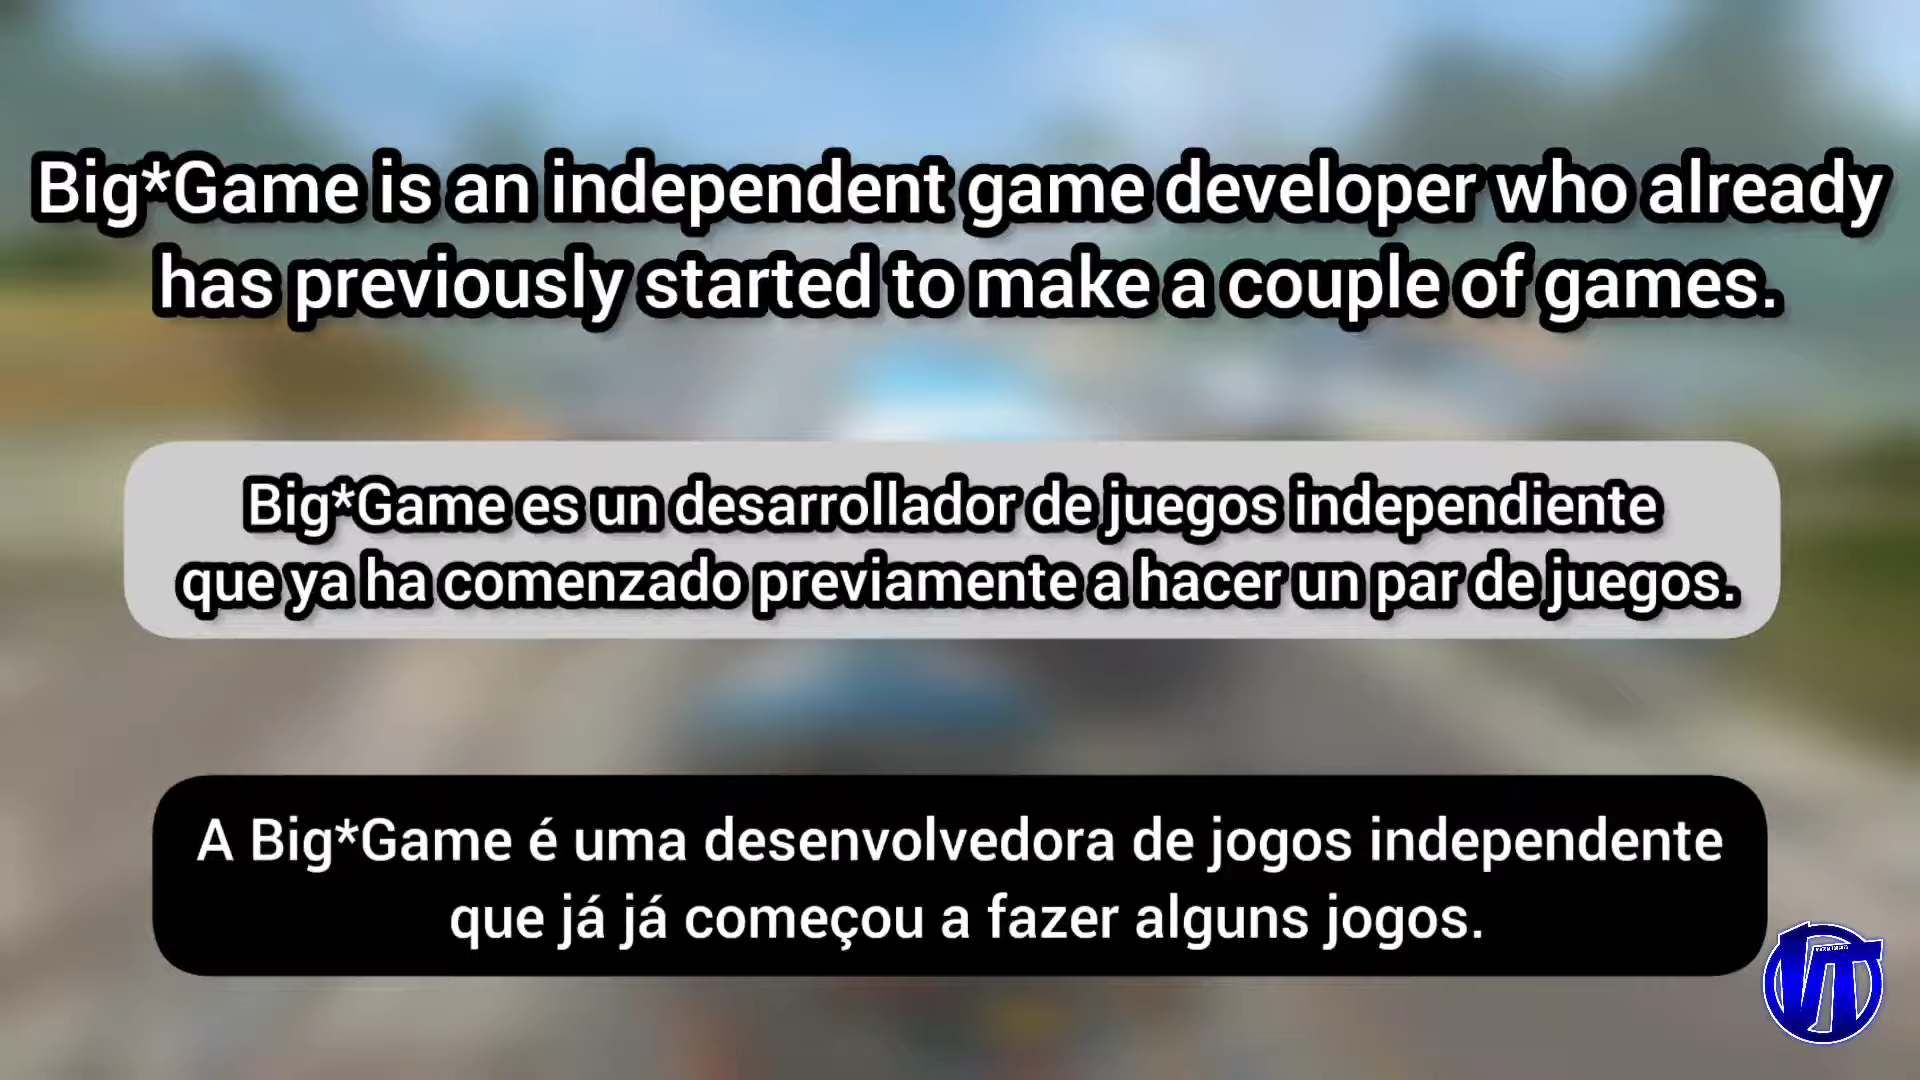 Big*Game is an independent game developer who already
has previously started to make a couple of games.
Big*Game es un desarrollador de juegos independiente
que ya ha comenzado previamente a hacer un par de juegos.
A Big*Game é uma desenvolvedora de jogos independente
que já já começou a fazer alguns jogos.
VT